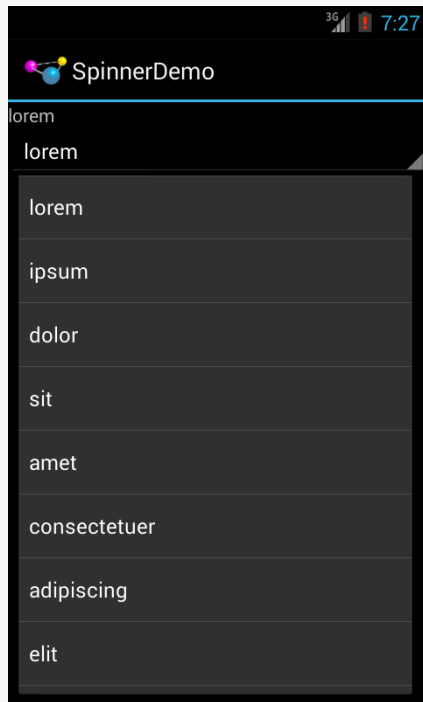 3G 7:27
SpinnerDemo
lorem
lorem
lorem
ipsum
dolor
sit
amet
consectetuer
adipiscing
elit